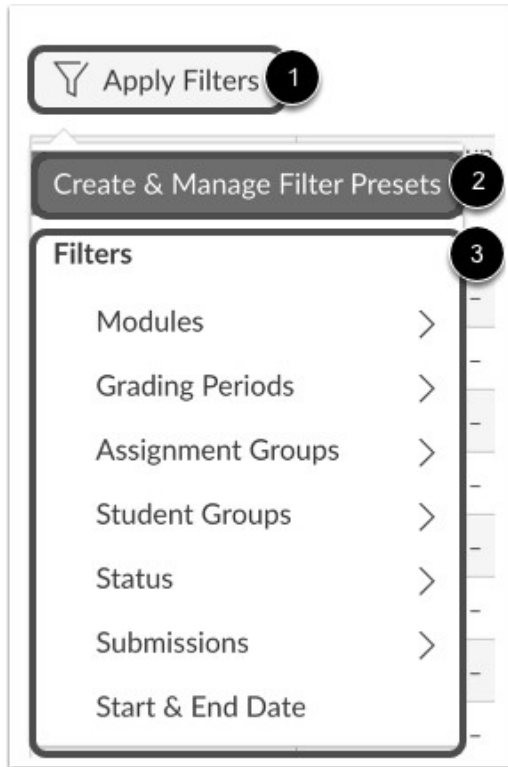 Apply Filters 1
Create & Manage Filter Presets 2
Filters 3
Modules
Grading Periods
Assignment Groups
Student Groups
Status
Submissions
Start & End Date